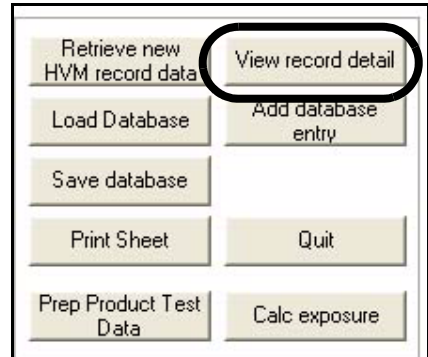 Retrieve new
HVM record data
View record detail
Load Database
Add database
entry
Save database
Print Sheet
Quit
Prep Product Test
Data
Calc exposure